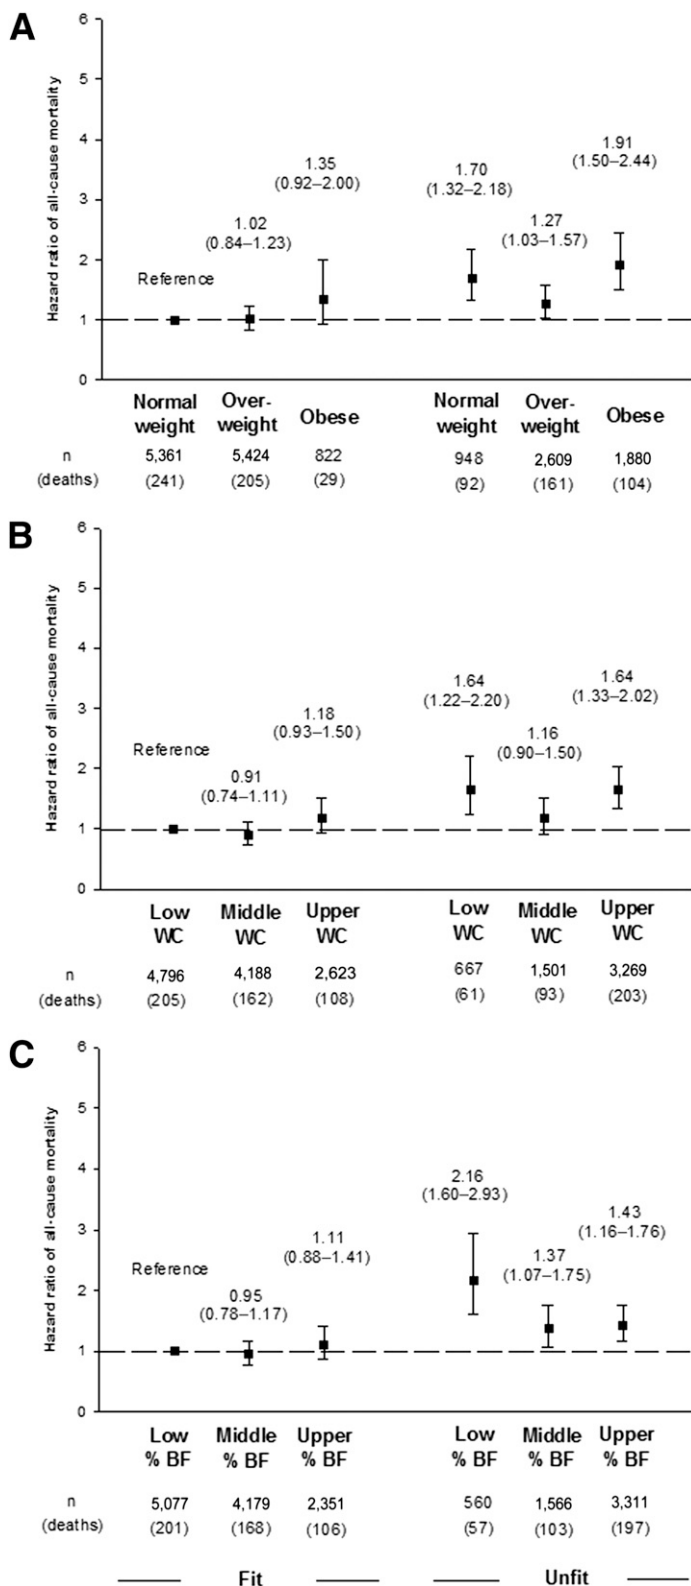 A
Hazard ratio of all-cause mortality
6
5
4
3
2
1
0
Reference
1.02
(0.84–1.23)
1.35
(0.92–2.00)
1.70
(1.32–2.18)
1.27
(1.03–1.57)
1.91
(1.50–2.44)
Normal weight Over-weight Obese Normal weight Over-weight Obese
n 5,361 5,424 822 948 2,609 1,880
(deaths) (241) (205) (29) (92) (161) (104)
B
Hazard ratio of all-cause mortality
6
5
4
3
2
1
0
Reference
0.91
(0.74–1.11)
1.18
(0.93–1.50)
1.64
(1.22–2.20)
1.16
(0.90–1.50)
1.64
(1.33–2.02)
Low Middle Upper Low Middle Upper
WC WC WC WC WC WC
n 4,796 4,188 2,623 667 1,501 3,269
(deaths) (205) (162) (108) (61) (93) (203)
C
Hazard ratio of all-cause mortality
6
5
4
3
2
1
0
Reference
0.95
(0.78–1.17)
1.11
(0.88–1.41)
2.16
(1.60–2.93)
1.37
(1.07–1.75)
1.43
(1.16–1.76)
Low Middle Upper Low Middle Upper
% BF % BF % BF % BF % BF % BF
n 5,077 4,179 2,351 560 1,566 3,311
(deaths) (201) (168) (106) (57) (103) (197)
Fit Unfit